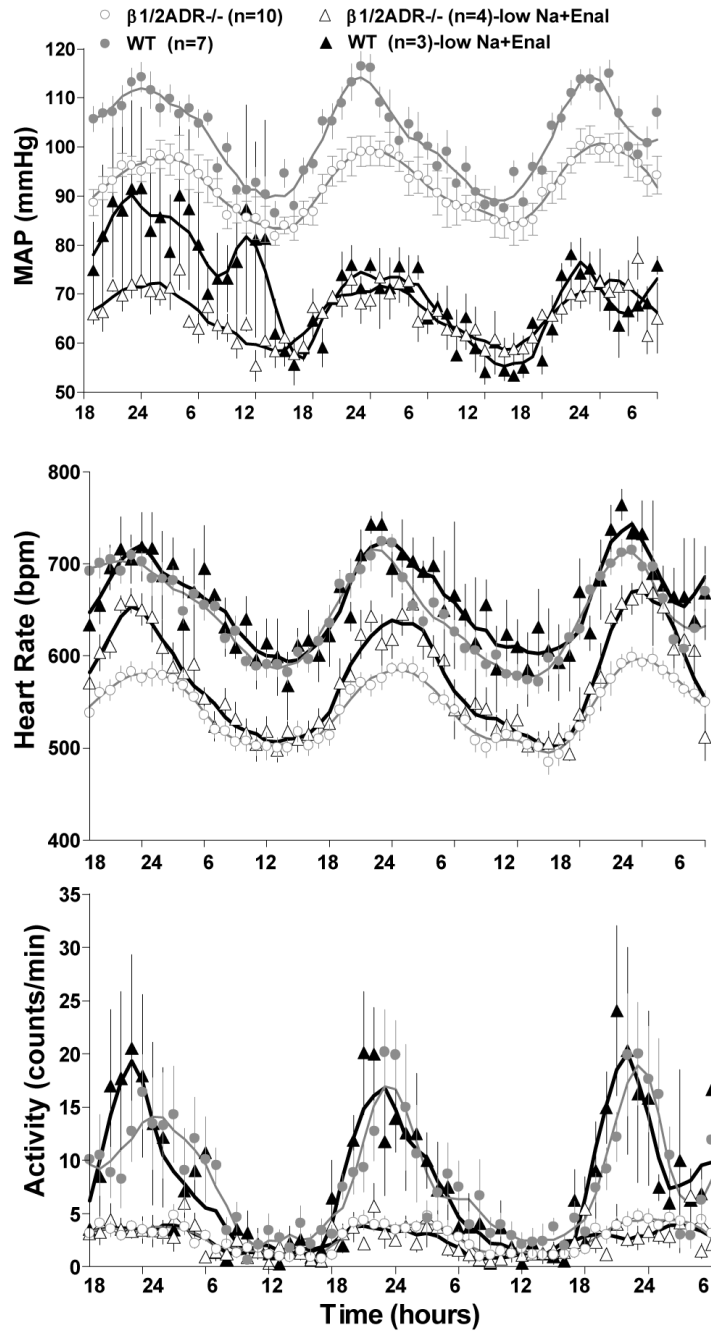 β1/2ADR-/- (n=10) β1/2ADR-/- (n=4)-low Na+Enal
WT (n=7) WT (n=3)-low Na+Enal
MAP (mmHg)
120
110
100
90
80
70
60
50
18 24 6 12 18 24 6 12 18 24 6
Heart Rate (bpm)
800
700
600
500
400
18 24 6 12 18 24 6 12 18 24 6
Activity (counts/min)
35
30
25
20
15
10
5
0
18 24 6 12 18 24 6 12 18 24 6
Time (hours)